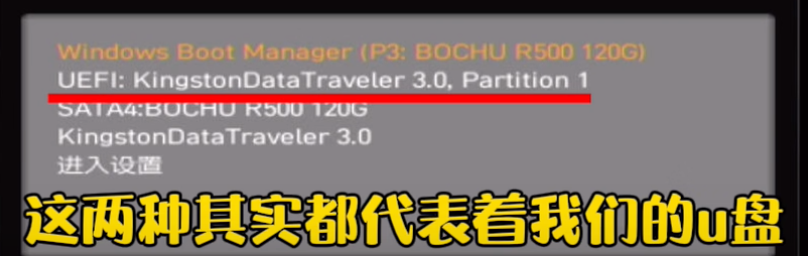 Windows Boot Manager (P3: BOCHU R500 120G)
UEFI: KingstonDataTraveler 3.0, Partition 1
SATA4:BOCHU R500 120G
KingstonDataTraveler 3.0
进入设置
这两种其实都代表着我们的u盘